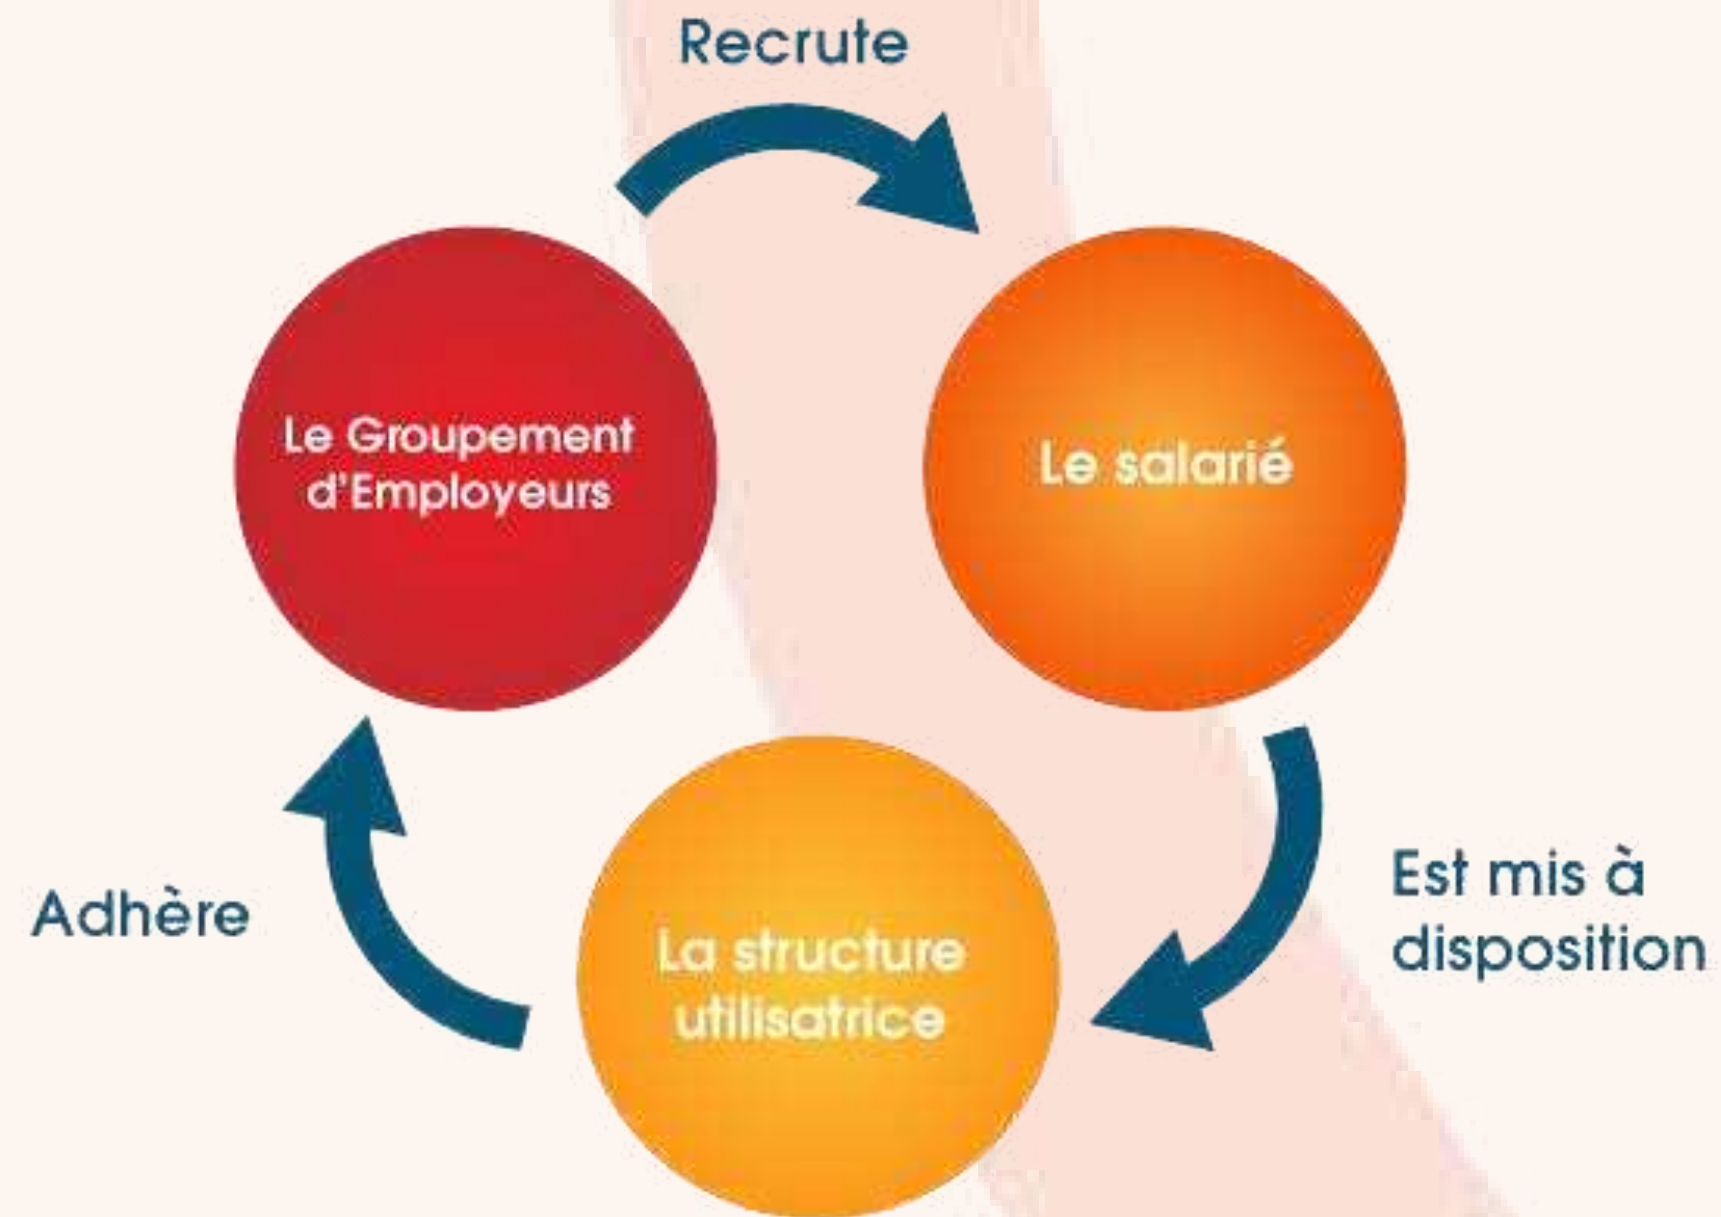 Recrute
Le Groupement
d'Employeurs
Le salarié
Adhère
La structure
utilisatrice
Est mis à
disposition